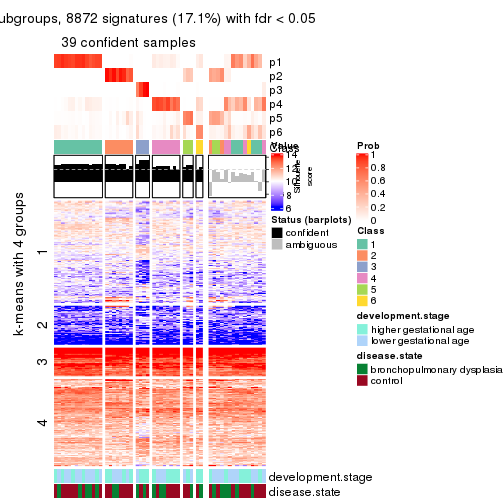 ubgroups, 8872 signatures (17.1%) with fdr < 0.05
39 confident samples
p1
p2
p3
p4
p5
p6
Class
Silhouette
score
k-means with 4 groups
1
2
3
4
development.stage
disease.state
Value
14
12
10
8
6
Status (barplots)
confident
ambiguous
Prob
1
0.8
0.6
0.4
0.2
0
Class
1
2
3
4
5
6
development.stage
higher gestational age
lower gestational age
disease.state
bronchopulmonary dysplasia
control